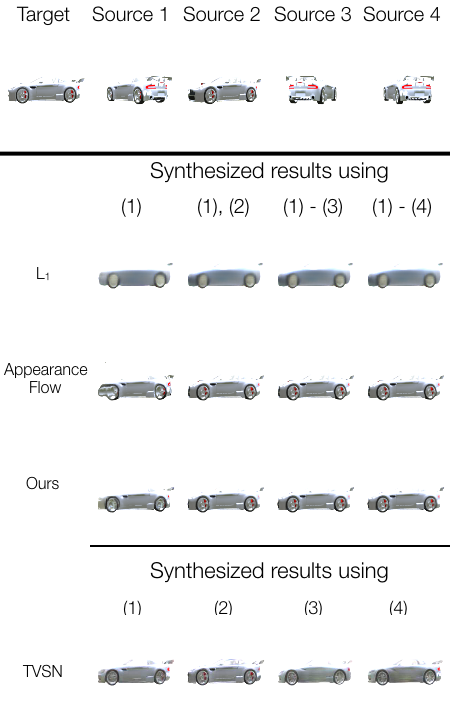 Target Source 1 Source 2 Source 3 Source 4
Synthesized results using
(1) (1), (2) (1) - (3) (1) - (4)
L₁
Appearance
Flow
Ours
Synthesized results using
(1) (2) (3) (4)
TVSN